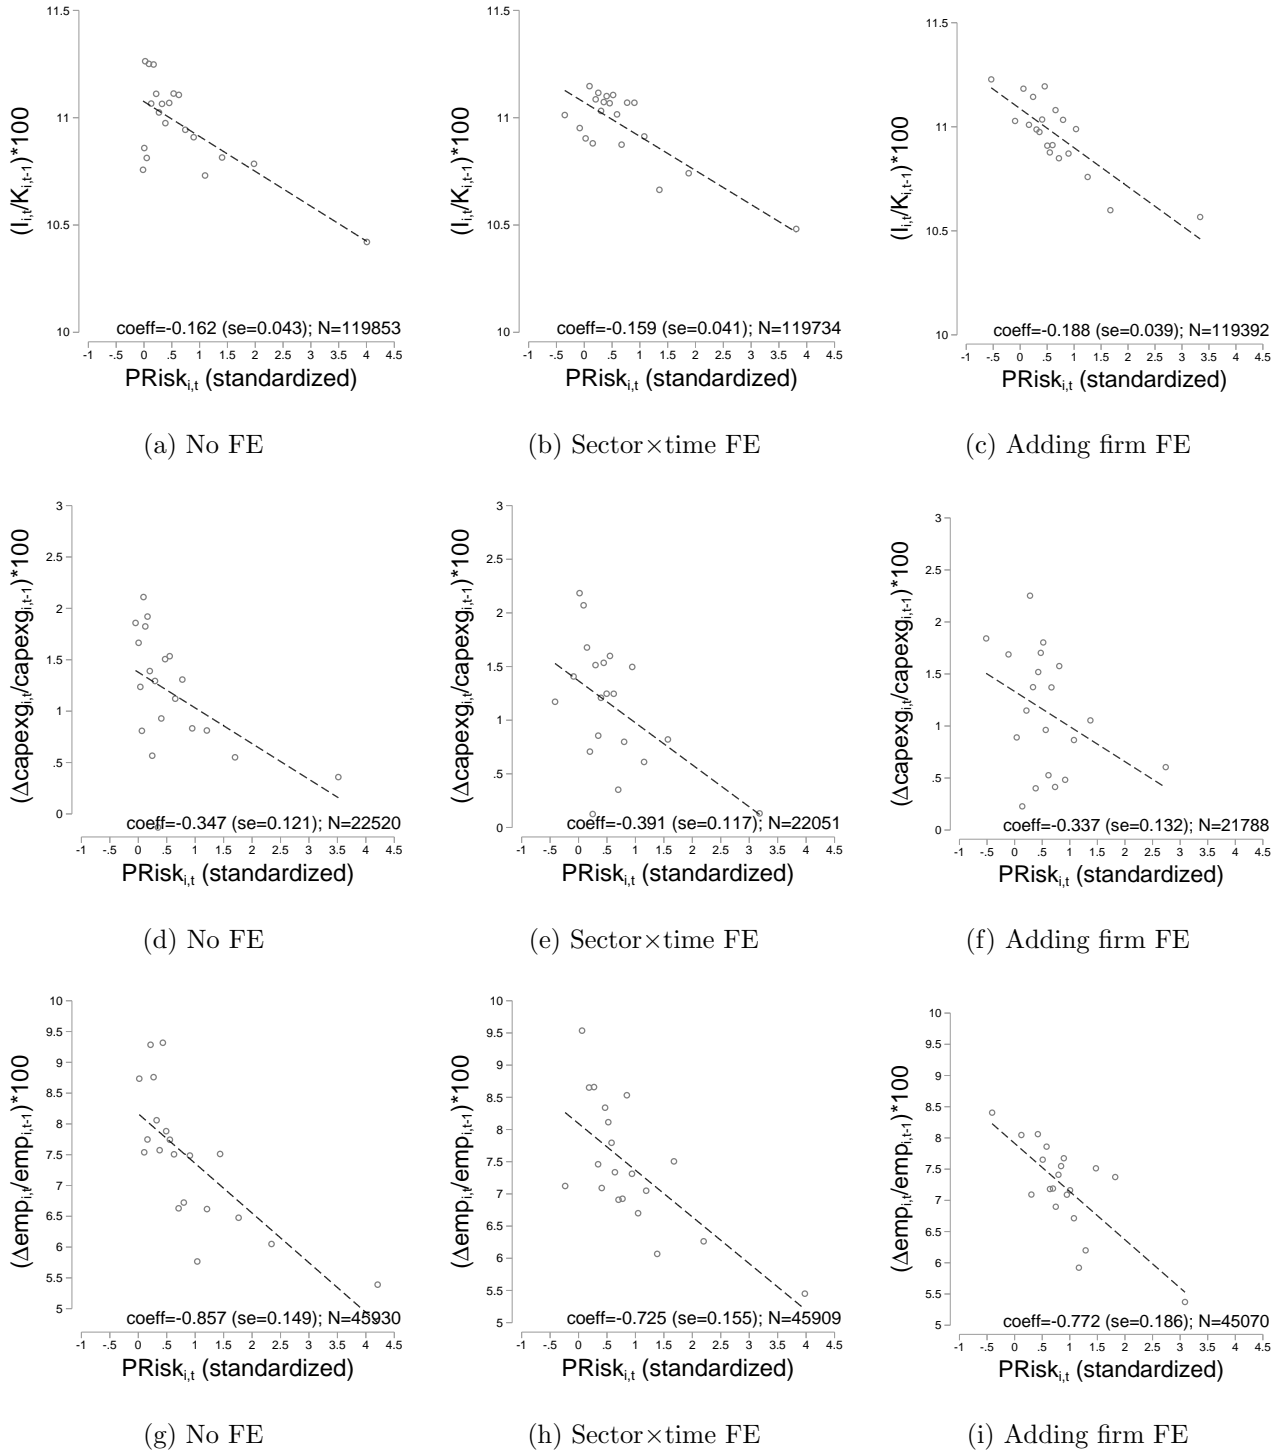 11.5
11
10.5
10
(I_{i,t}/K_{i,t-1})*100
coeff=-0.162 (se=0.043); N=119853
-1 -.5 0 .5 1 1.5 2 2.5 3 3.5 4 4.5
PRisk_{i,t} (standardized)
(a) No FE
11.5
11
10.5
10
(I_{i,t}/K_{i,t-1})*100
coeff=-0.159 (se=0.041); N=119734
-1 -.5 0 .5 1 1.5 2 2.5 3 3.5 4 4.5
PRisk_{i,t} (standardized)
(b) Sector×time FE
11.5
11
10.5
10
(I_{i,t}/K_{i,t-1})*100
coeff=-0.188 (se=0.039); N=119392
-1 -.5 0 .5 1 1.5 2 2.5 3 3.5 4 4.5
PRisk_{i,t} (standardized)
(c) Adding firm FE
3
2.5
2
1.5
1
.5
0
(Δcapexg_{i,t}/capexg_{i,t-1})*100
coeff=-0.347 (se=0.121); N=22520
-1 -.5 0 .5 1 1.5 2 2.5 3 3.5 4 4.5
PRisk_{i,t} (standardized)
(d) No FE
3
2.5
2
1.5
1
.5
0
(Δcapexg_{i,t}/capexg_{i,t-1})*100
coeff=-0.391 (se=0.117); N=22051
-1 -.5 0 .5 1 1.5 2 2.5 3 3.5 4 4.5
PRisk_{i,t} (standardized)
(e) Sector×time FE
3
2.5
2
1.5
1
.5
0
(Δcapexg_{i,t}/capexg_{i,t-1})*100
coeff=-0.337 (se=0.132); N=21788
-1 -.5 0 .5 1 1.5 2 2.5 3 3.5 4 4.5
PRisk_{i,t} (standardized)
(f) Adding firm FE
10
9.5
9
8.5
8
7.5
7
6.5
6
5.5
5
(Δemp_{i,t}/emp_{i,t-1})*100
coeff=-0.857 (se=0.149); N=45930
-1 -.5 0 .5 1 1.5 2 2.5 3 3.5 4 4.5
PRisk_{i,t} (standardized)
(g) No FE
10
9.5
9
8.5
8
7.5
7
6.5
6
5.5
5
(Δemp_{i,t}/emp_{i,t-1})*100
coeff=-0.725 (se=0.155); N=45909
-1 -.5 0 .5 1 1.5 2 2.5 3 3.5 4 4.5
PRisk_{i,t} (standardized)
(h) Sector×time FE
10
9.5
9
8.5
8
7.5
7
6.5
6
5.5
5
(Δemp_{i,t}/emp_{i,t-1})*100
coeff=-0.772 (se=0.186); N=45070
-1 -.5 0 .5 1 1.5 2 2.5 3 3.5 4 4.5
PRisk_{i,t} (standardized)
(i) Adding firm FE